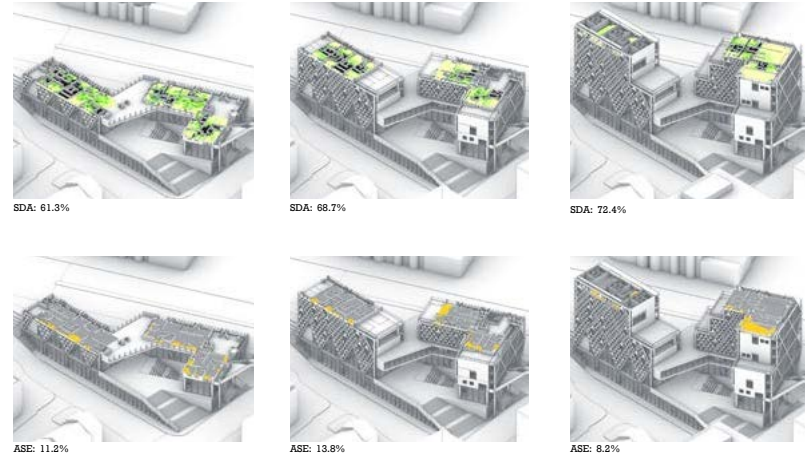 SDA: 61.3%
SDA: 68.7%
SDA: 72.4%
ASE: 11.2%
ASE: 13.8%
ASE: 8.2%